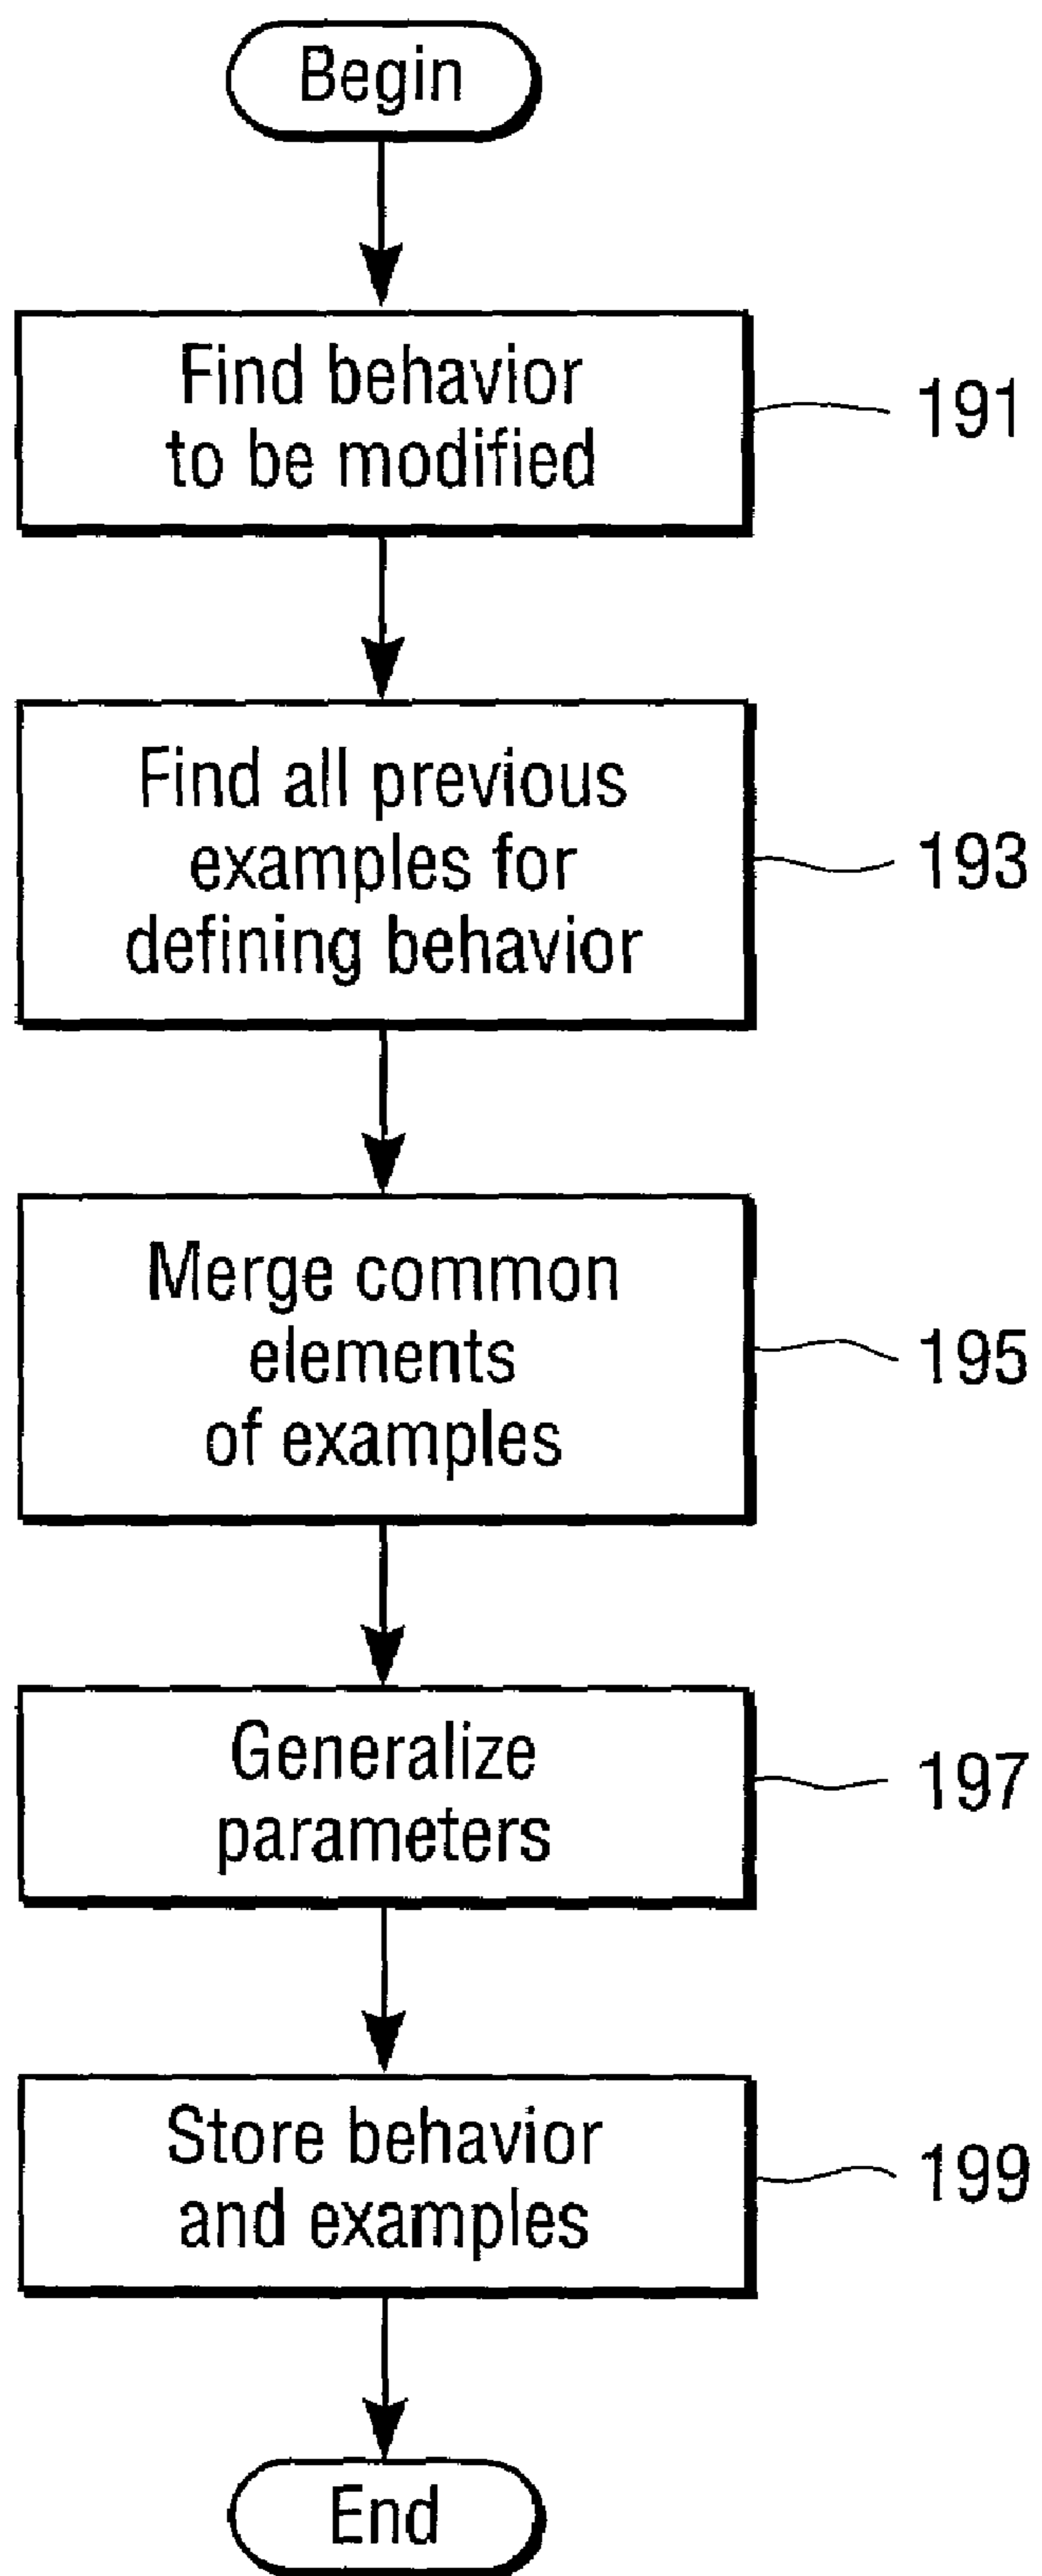 Begin
Find behavior
to be modified
191
Find all previous
examples for
defining behavior
193
Merge common
elements
of examples
195
Generalize
parameters
197
Store behavior
and examples
199
End